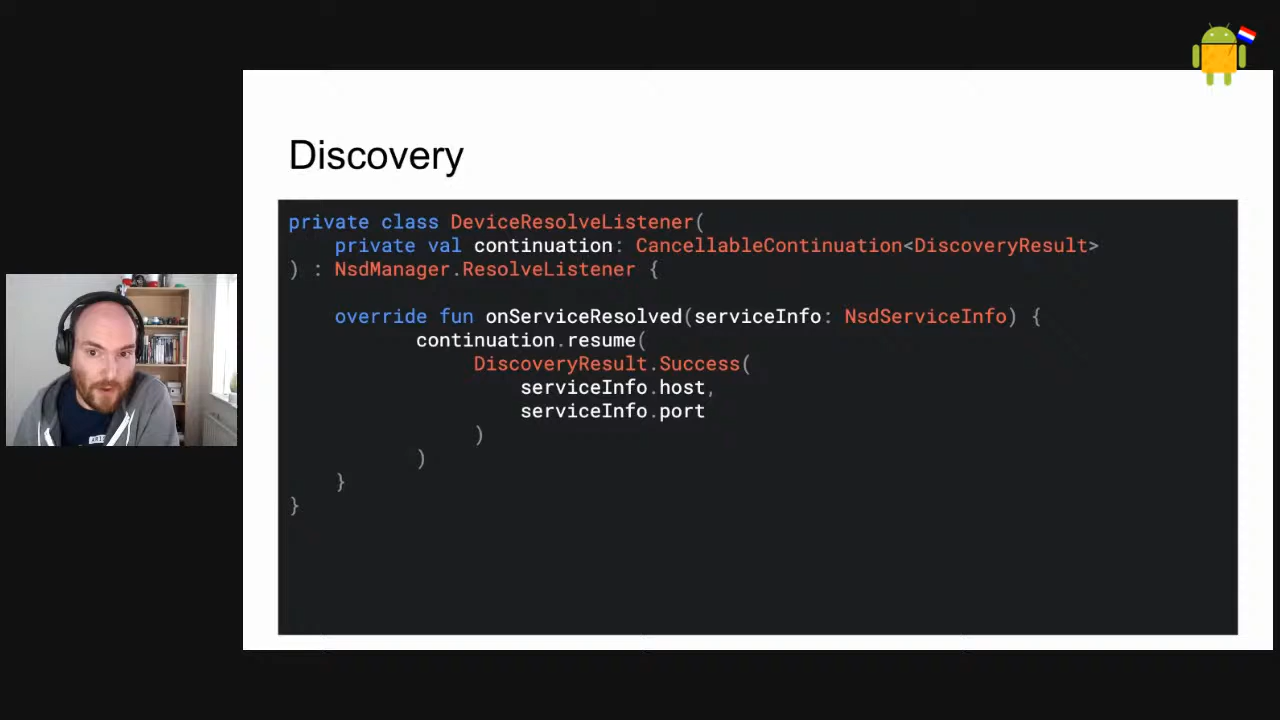 Discovery
private class DeviceResolveListener(
    private val continuation: CancellableContinuation<DiscoveryResult>
) : NsdManager.ResolveListener {
    override fun onServiceResolved(serviceInfo: NsdServiceInfo) {
        continuation.resume(
            DiscoveryResult.Success(
                serviceInfo.host,
                serviceInfo.port
            )
        )
    }
}